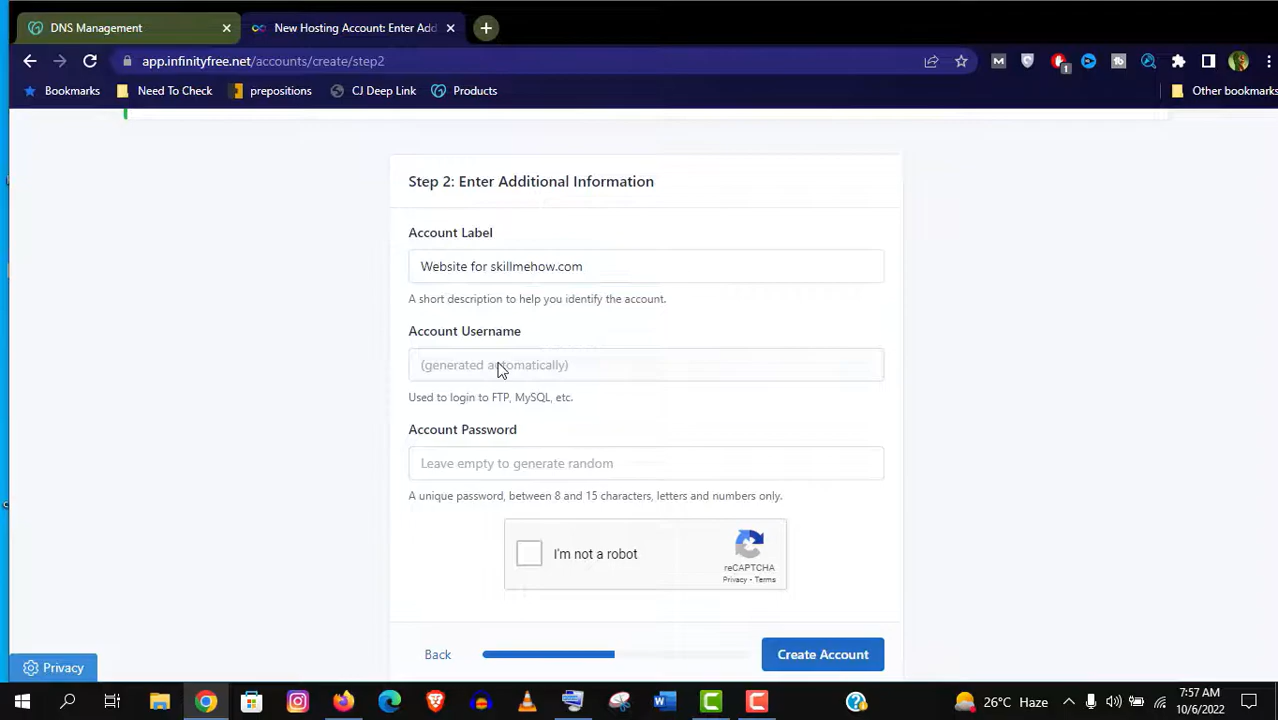 DNS Management
New Hosting Account: Enter Add
app.infinityfree.net/accounts/create/step2
Bookmarks
Need To Check
prepositions
CJ Deep Link
Products
Other bookmarks
Step 2: Enter Additional Information
Account Label
Website for skillmehow.com
A short description to help you identify the account.
Account Username
(generated automatically)
Used to login to FTP, MySQL, etc.
Account Password
Leave empty to generate random
A unique password, between 8 and 15 characters, letters and numbers only.
I'm not a robot
reCAPTCHA
Privacy - Terms
Back
Create Account
Privacy
26°C Haze
7:57 AM
10/6/2022